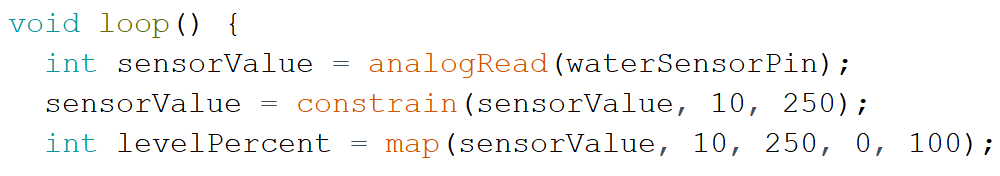 void loop() {
  int sensorValue = analogRead(waterSensorPin);
  sensorValue = constrain(sensorValue, 10, 250);
  int levelPercent = map(sensorValue, 10, 250, 0, 100);